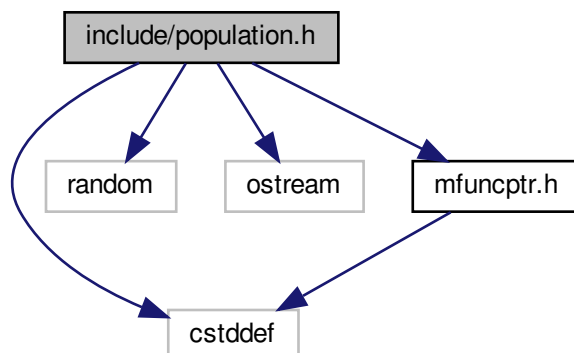 include/population.h
random
ostream
mfuncptr.h
cstddef